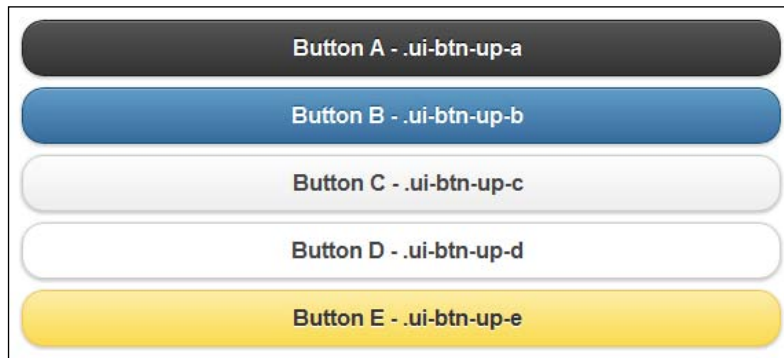 Button A - .ui-btn-up-a
Button B - .ui-btn-up-b
Button C - .ui-btn-up-c
Button D - .ui-btn-up-d
Button E - .ui-btn-up-e